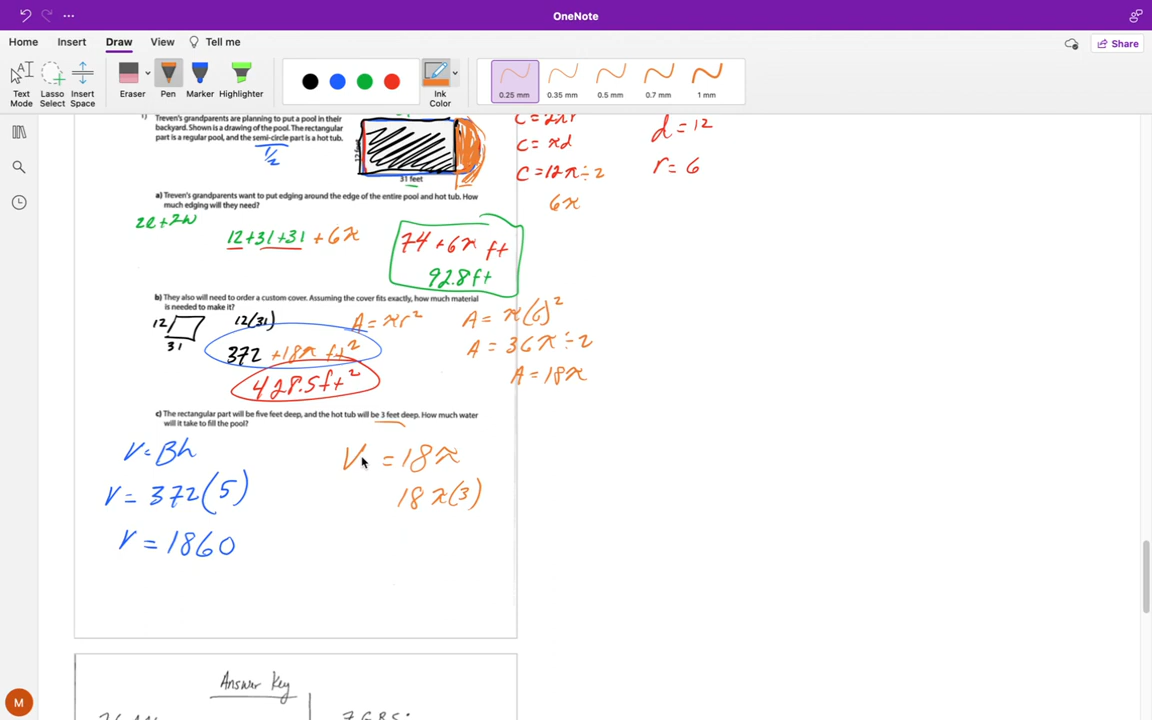 OneNote
Home Insert Draw View Tell me
Share
Text Mode
Lasso Select
Insert Space
Eraser
Pen
Marker
Highlighter
Ink Color
0.25 mm
0.35 mm
0.5 mm
0.7 mm
1 mm
Treven's grandparents are planning to put a pool in their
backyard. Shown is a drawing of the pool. The rectangular
part is a regular pool, and the semi-circle part is a hot tub.
1/2
31 feet
C = 2πr
C = πd
C = 12π ÷ 2
6π
d = 12
r = 6
a) Treven's grandparents want to put edging around the edge of the entire pool and hot tub. How
much edging will they need?
2l + 2w
12+31+31 + 6π
74 + 6π ft
92.8 ft
b) They also will need to order a custom cover. Assuming the cover fits exactly, how much material
is needed to make it?
12
31
12(31)
372 + 18π ft²
428.5 ft²
A = πr²
A = π(6)²
A = 36π ÷ 2
A = 18π
c) The rectangular part will be five feet deep, and the hot tub will be 3 feet deep. How much water
will it take to fill the pool?
V = Bh
V = 372(5)
V = 1860
V = 18π
18π(3)
Answer Key
M